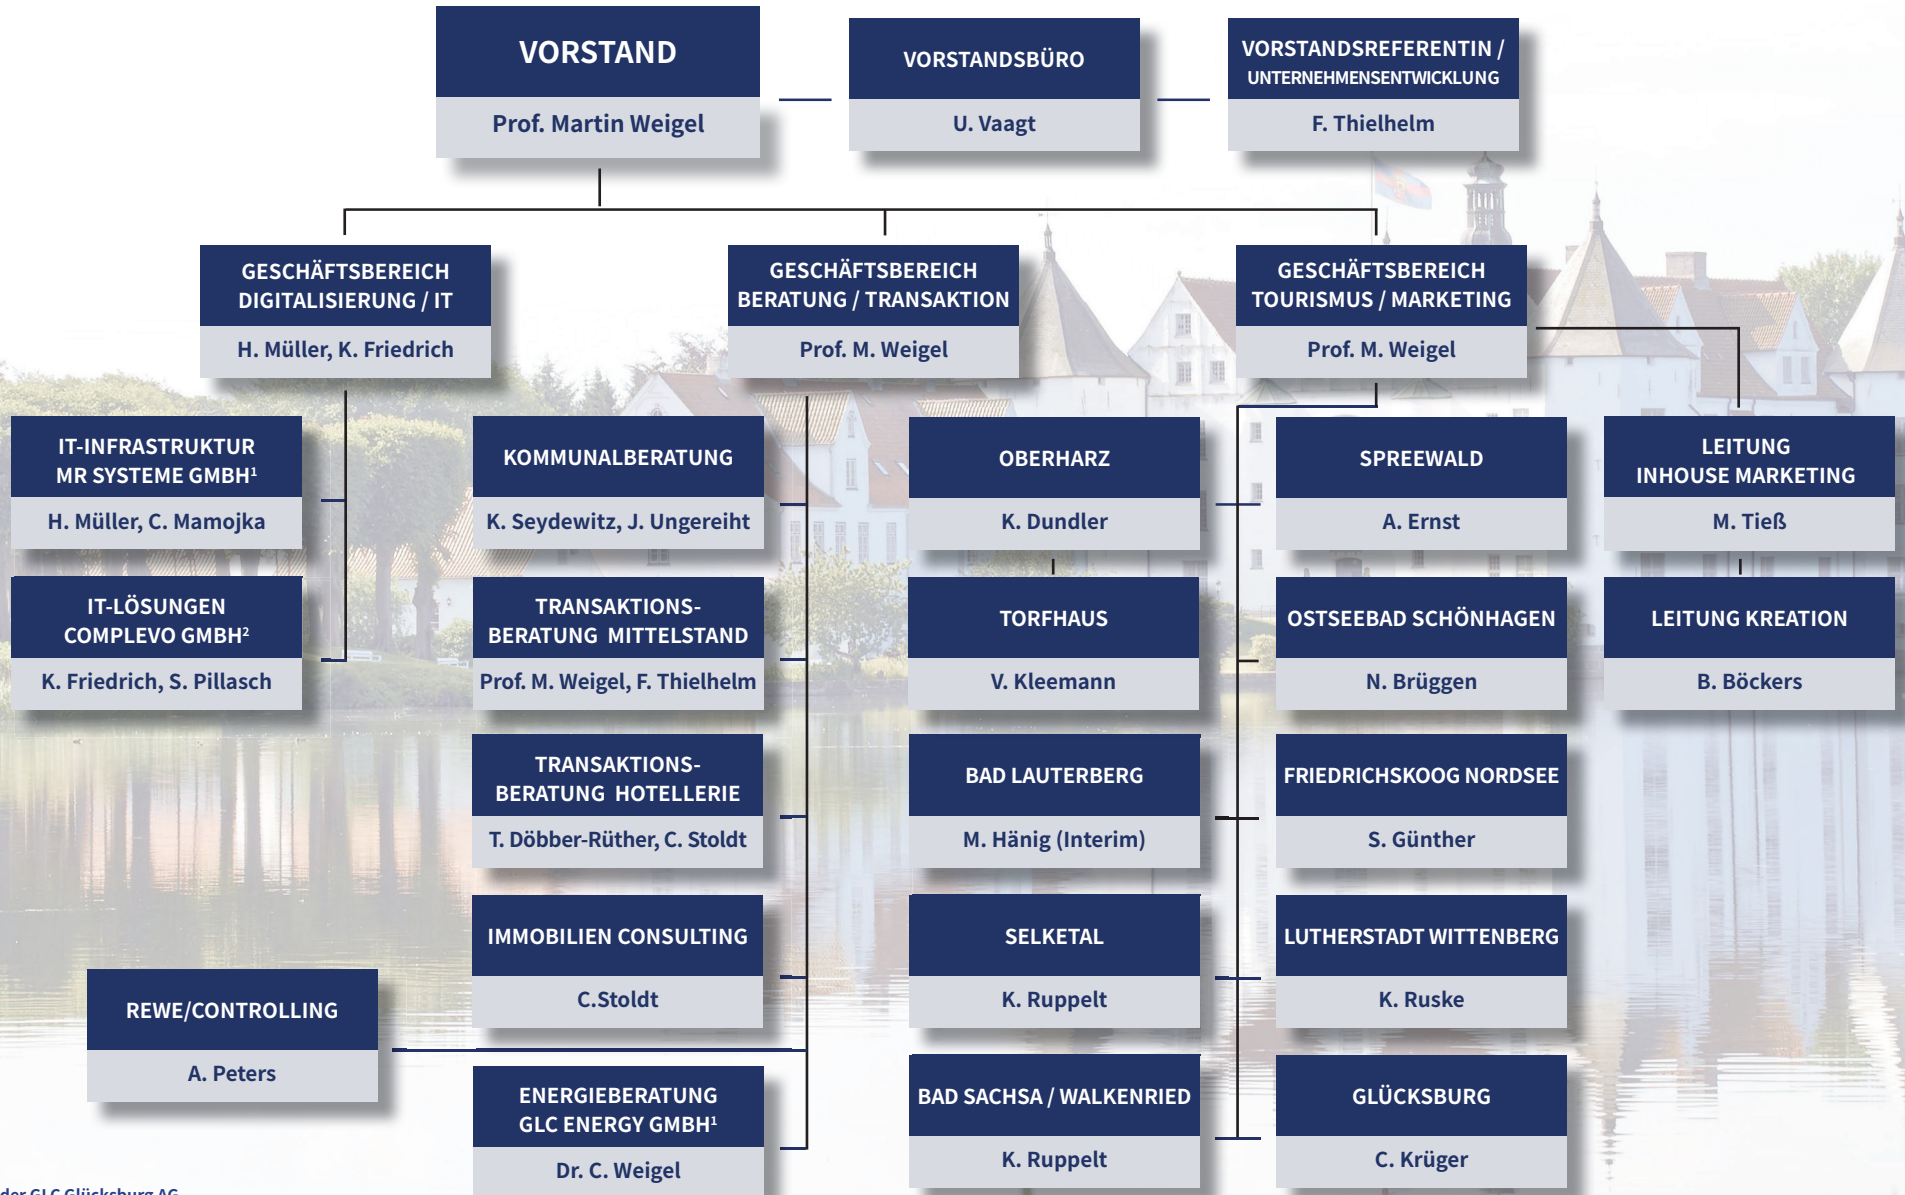 VORSTAND
Prof. Martin Weigel
VORSTANDSBÜRO
U. Vaagt
VORSTANDSREFERENTIN /
UNTERNEHMENSENTWICKLUNG
F. Thielhelm
GESCHÄFTSBEREICH
DIGITALISIERUNG / IT
H. Müller, K. Friedrich
GESCHÄFTSBEREICH
BERATUNG / TRANSAKTION
Prof. M. Weigel
GESCHÄFTSBEREICH
TOURISMUS / MARKETING
Prof. M. Weigel
IT-INFRASTRUKTUR
MR SYSTEME GMBH¹
H. Müller, C. Mamojka
IT-LÖSUNGEN
COMPLEVO GMBH²
K. Friedrich, S. Pillasch
REWE/CONTROLLING
A. Peters
KOMMUNALBERATUNG
K. Seydewitz, J. Ungereiht
TRANSAKTIONS-
BERATUNG MITTELSTAND
Prof. M. Weigel, F. Thielhelm
TRANSAKTIONS-
BERATUNG HOTELLERIE
T. Döbber-Rüther, C. Stoldt
IMMOBILIEN CONSULTING
C.Stoldt
ENERGIEBERATUNG
GLC ENERGY GMBH¹
Dr. C. Weigel
OBERHARZ
K. Dundler
TORFHAUS
V. Kleemann
BAD LAUTERBERG
M. Hänig (Interim)
SELKETAL
K. Ruppelt
BAD SACHSA / WALKENRIED
K. Ruppelt
SPREEWALD
A. Ernst
OSTSEEBAD SCHÖNHAGEN
N. Brüggen
FRIEDRICHSKOOG NORDSEE
S. Günther
LUTHERSTADT WITTENBERG
K. Ruske
GLÜCKSBURG
C. Krüger
LEITUNG
INHOUSE MARKETING
M. Tieß
LEITUNG KREATION
B. Böckers
der GLC Glücksburg AG